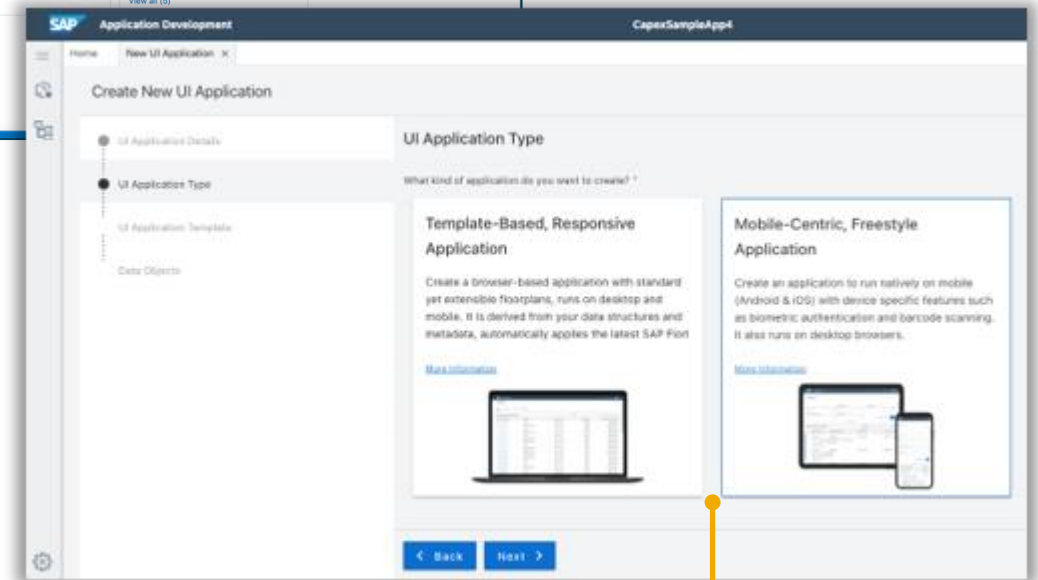 View all (5)
SAP Application Development CapexSampleApp4
Home New UI Application ×
Create New UI Application
UI Application Details
UI Application Type
UI Application Template
Data Objects
UI Application Type
What kind of application do you want to create? *
Template-Based, Responsive
Application
Create a browser-based application with standard
yet extensible floorplans, runs on desktop and
mobile. It is derived from your data structures and
metadata, automatically applies the latest SAP Fiori
More Information
Mobile-Centric, Freestyle
Application
Create an application to run natively on mobile
(Android & iOS) with device specific features such
as biometric authentication and barcode scanning.
It also runs on desktop browsers.
More Information
Back Next